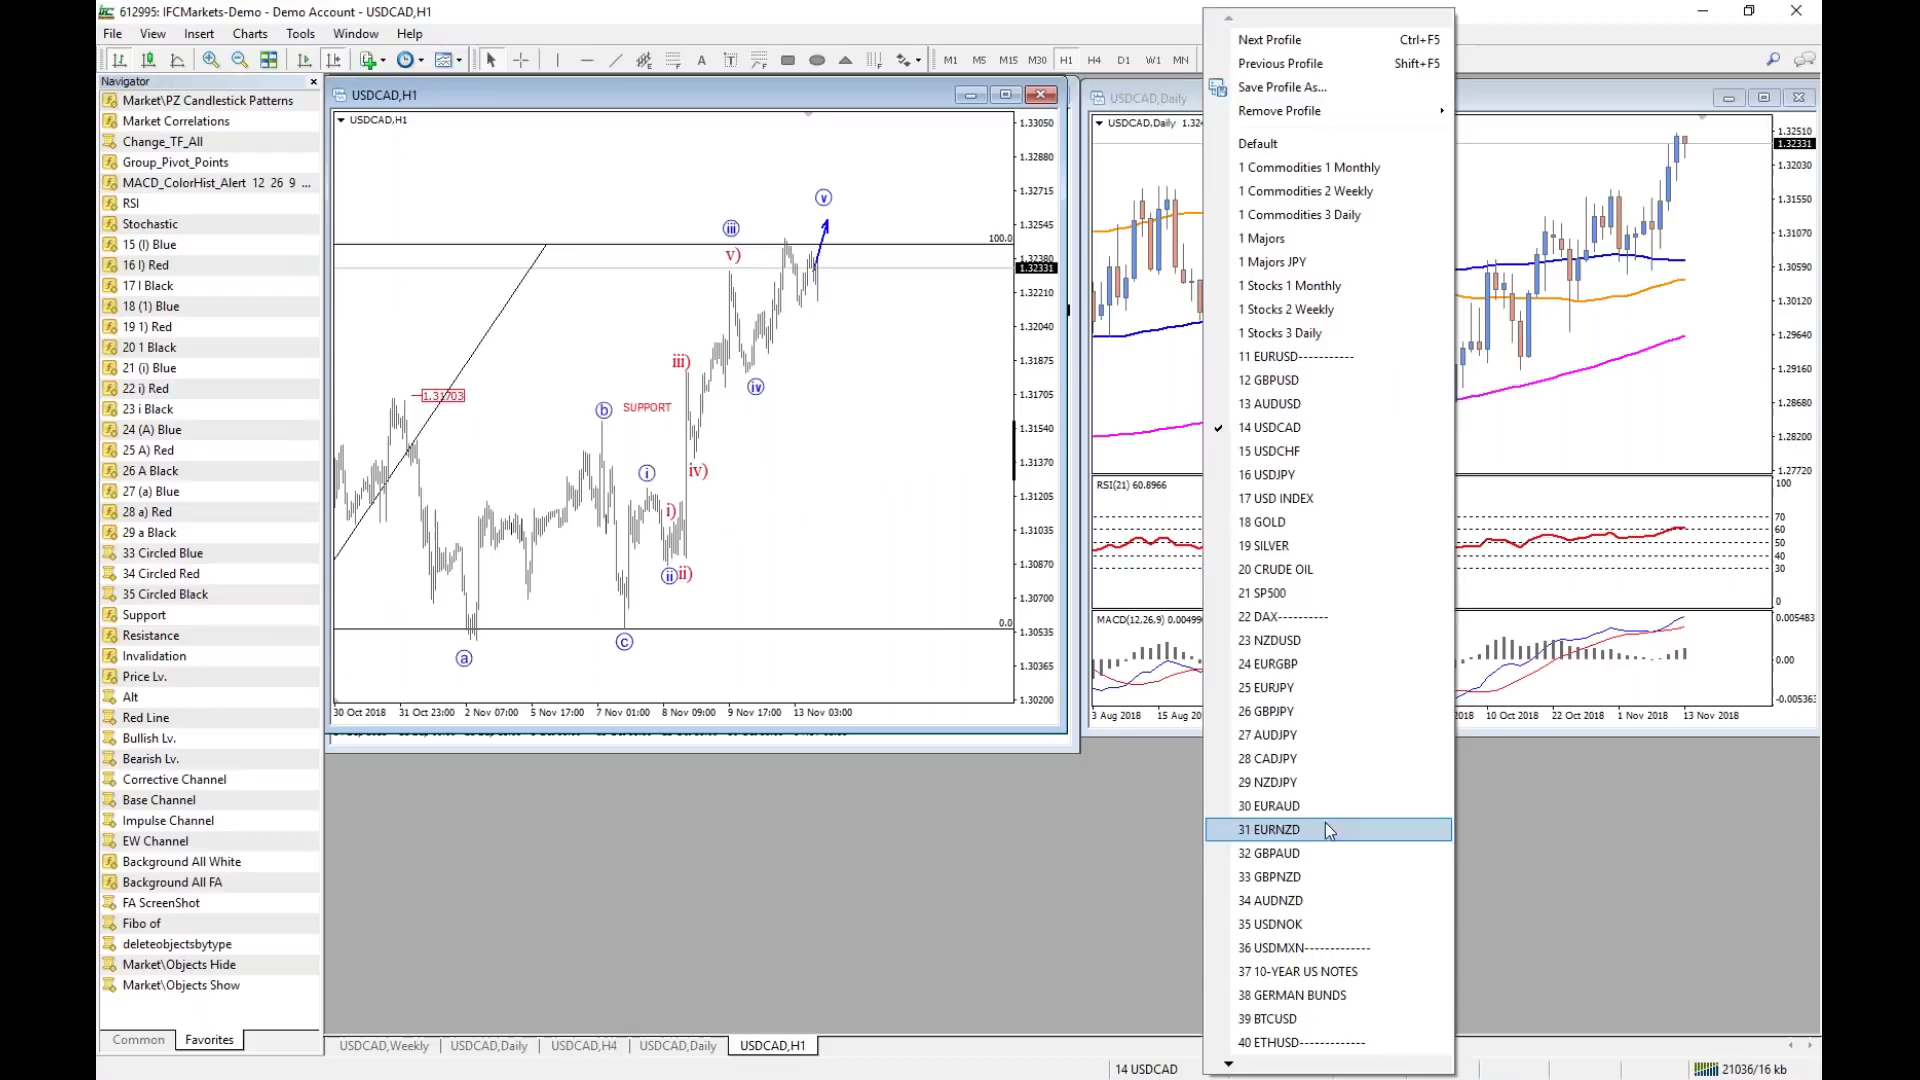 612995: IFCMarkets-Demo - Demo Account - USDCAD,H1
File View Insert Charts Tools Window Help
A T M1 M5 M15 M30 H1 H4 D1 W1 MN
Navigator
Market\PZ Candlestick Patterns
Market Correlations
Change_TF_All
Group_Pivot_Points
MACD_ColorHist_Alert 12 26 9 ...
RSI
Stochastic
15 (I) Blue
16 I) Red
17 I Black
18 (1) Blue
19 1) Red
20 1 Black
21 (i) Blue
22 i) Red
23 i Black
24 (A) Blue
25 A) Red
26 A Black
27 (a) Blue
28 a) Red
29 a Black
33 Circled Blue
34 Circled Red
35 Circled Black
Support
Resistance
Invalidation
Price Lv.
Alt
Red Line
Bullish Lv.
Bearish Lv.
Corrective Channel
Base Channel
Impulse Channel
EW Channel
Background All White
Background All FA
FA ScreenShot
Fibo of
deleteobjectsbytype
Market\Objects Hide
Market\Objects Show
Common Favorites
USDCAD,H1
USDCAD,H1
1.33050
1.32880
1.32715
1.32545
1.32380
1.32331
1.32210
1.32040
1.31875
1.31705
1.31540
1.31370
1.31205
1.31035
1.30870
1.30700
1.30535
1.30365
1.30200
100.0
0.0
v
iii
v)
iii)
iv
1.31703
b
SUPPORT
iv)
i
i)
ii
ii)
c
a
30 Oct 2018 31 Oct 23:00 2 Nov 07:00 5 Nov 17:00 7 Nov 01:00 8 Nov 09:00 9 Nov 17:00 13 Nov 03:00
USDCAD,Weekly USDCAD,Daily USDCAD,H4 USDCAD,Daily USDCAD,H1
Next Profile Ctrl+F5
Previous Profile Shift+F5
Save Profile As...
Remove Profile
Default
1 Commodities 1 Monthly
1 Commodities 2 Weekly
1 Commodities 3 Daily
1 Majors
1 Majors JPY
1 Stocks 1 Monthly
1 Stocks 2 Weekly
1 Stocks 3 Daily
11 EURUSD-----------
12 GBPUSD
13 AUDUSD
14 USDCAD
15 USDCHF
16 USDJPY
17 USD INDEX
18 GOLD
19 SILVER
20 CRUDE OIL
21 SP500
22 DAX----------
23 NZDUSD
24 EURGBP
25 EURJPY
26 GBPJPY
27 AUDJPY
28 CADJPY
29 NZDJPY
30 EURAUD
31 EURNZD
32 GBPAUD
33 GBPNZD
34 AUDNZD
35 USDNOK
36 USDMXN-------------
37 10-YEAR US NOTES
38 GERMAN BUNDS
39 BTCUSD
40 ETHUSD-------------
USDCAD,Daily
USDCAD,Daily
1.32510
1.32331
1.32030
1.31550
1.31070
1.30590
1.30120
1.29640
1.29160
1.28680
1.28200
1.27720
RSI(21) 60.8966
100
70
60
50
40
30
0
MACD(12,26,9)
0.005483
0.00
3 Aug 2018 10 Oct 2018 22 Oct 2018 1 Nov 2018 13 Nov 2018
14 USDCAD
21036/16 kb